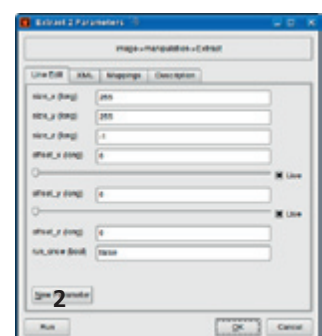 Extract 2 Parameters
image->manipulation->Extract
Line Edit XML Mappings Description
size_x (long) 255
size_y (long) 255
size_z (long) -1
offset_x (long) 0
Live
offset_y (long) 0
Live
offset_z (long) 0
run_once (bool) false
New Parameter
2
Run OK Cancel